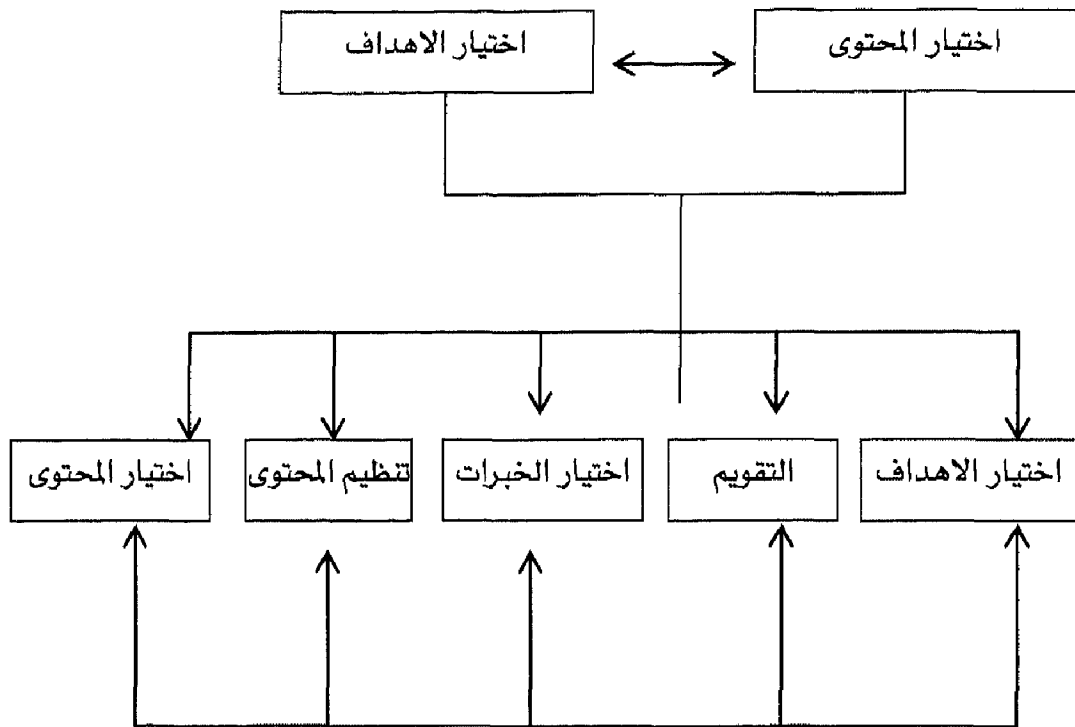 اختيار المحتوى
اختيار الاهداف
اختيار الاهداف
التقويم
اختيار الخبرات
تنظيم المحتوى
اختيار المحتوى